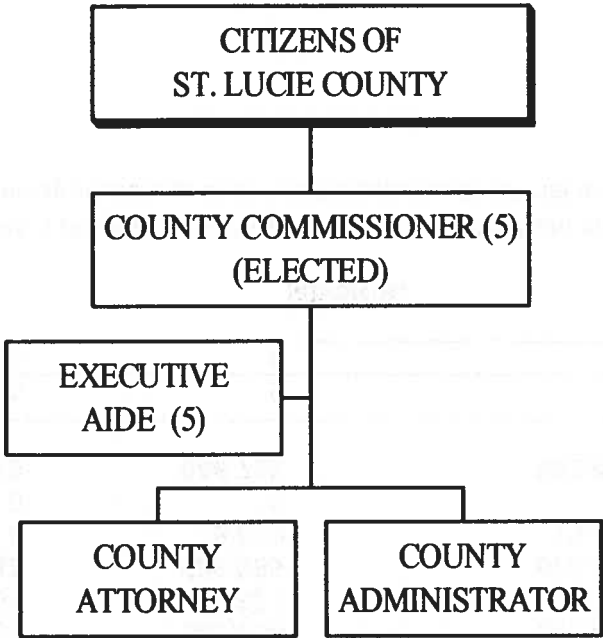 CITIZENS OF
ST. LUCIE COUNTY
COUNTY COMMISSIONER (5)
(ELECTED)
EXECUTIVE
AIDE (5)
COUNTY
ATTORNEY
COUNTY
ADMINISTRATOR